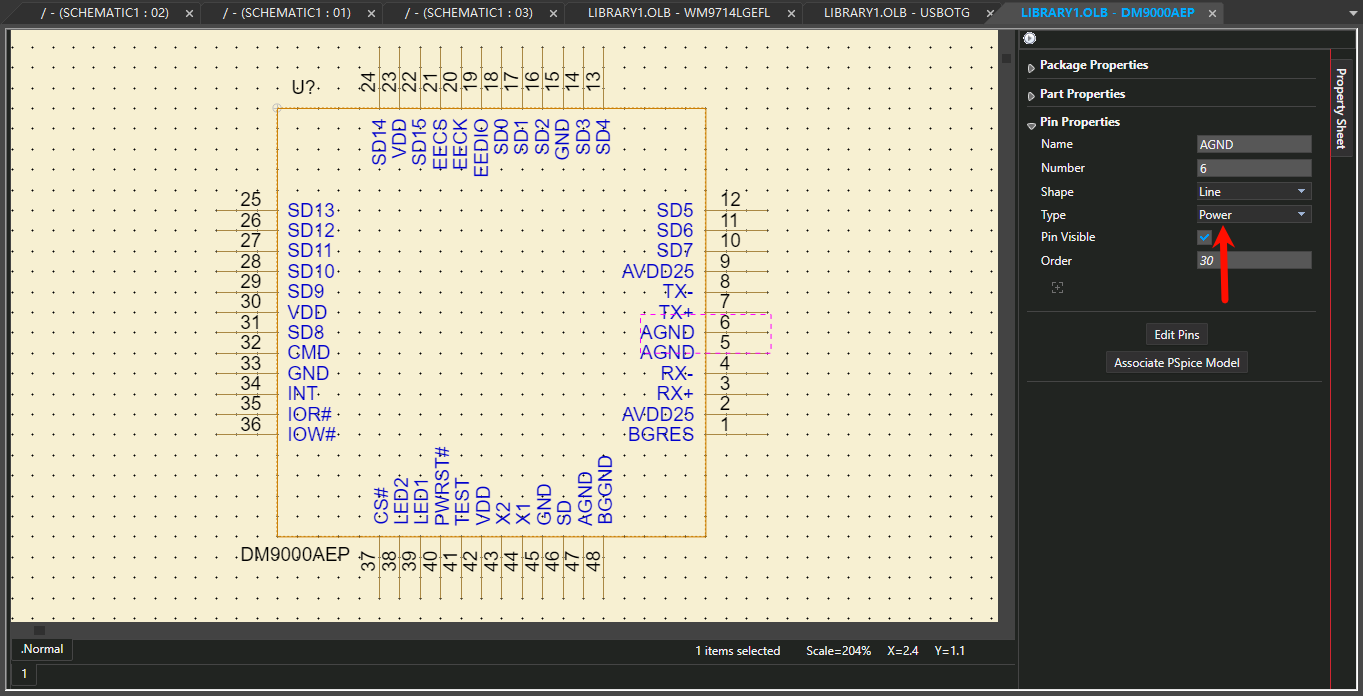 / - (SCHEMATIC1 : 02)
/ - (SCHEMATIC1 : 01)
/ - (SCHEMATIC1 : 03)
LIBRARY1.OLB - WM9714LGEFL
LIBRARY1.OLB - USBOTG
LIBRARY1.OLB - DM9000AEP
U?
24
23
22
21
20
19
18
17
16
15
14
13
SD14
VDD
SD15
EECS
EECK
EEDIO
SD0
SD1
SD2
GND
SD3
SD4
25 SD13
26 SD12
27 SD11
28 SD10
29 SD9
30 VDD
31 SD8
32 CMD
33 GND
34 INT
35 IOR#
36 IOW#
SD5 12
SD6 11
SD7 10
AVDD25 9
TX- 8
TX+ 7
AGND 6
AGND 5
RX- 4
RX+ 3
AVDD25 2
BGRES 1
CS#
LED2
LED1
PWRST#
TEST
VDD
X2
X1
GND
SD
AGND
BGGND
DM9000AEP
37
38
39
40
41
42
43
44
45
46
47
48
Package Properties
Part Properties
Pin Properties
Name AGND
Number 6
Shape Line
Type Power
Pin Visible
Order 30
Edit Pins
Associate PSpice Model
Property Sheet
.Normal
1 items selected Scale=204% X=2.4 Y=1.1
1